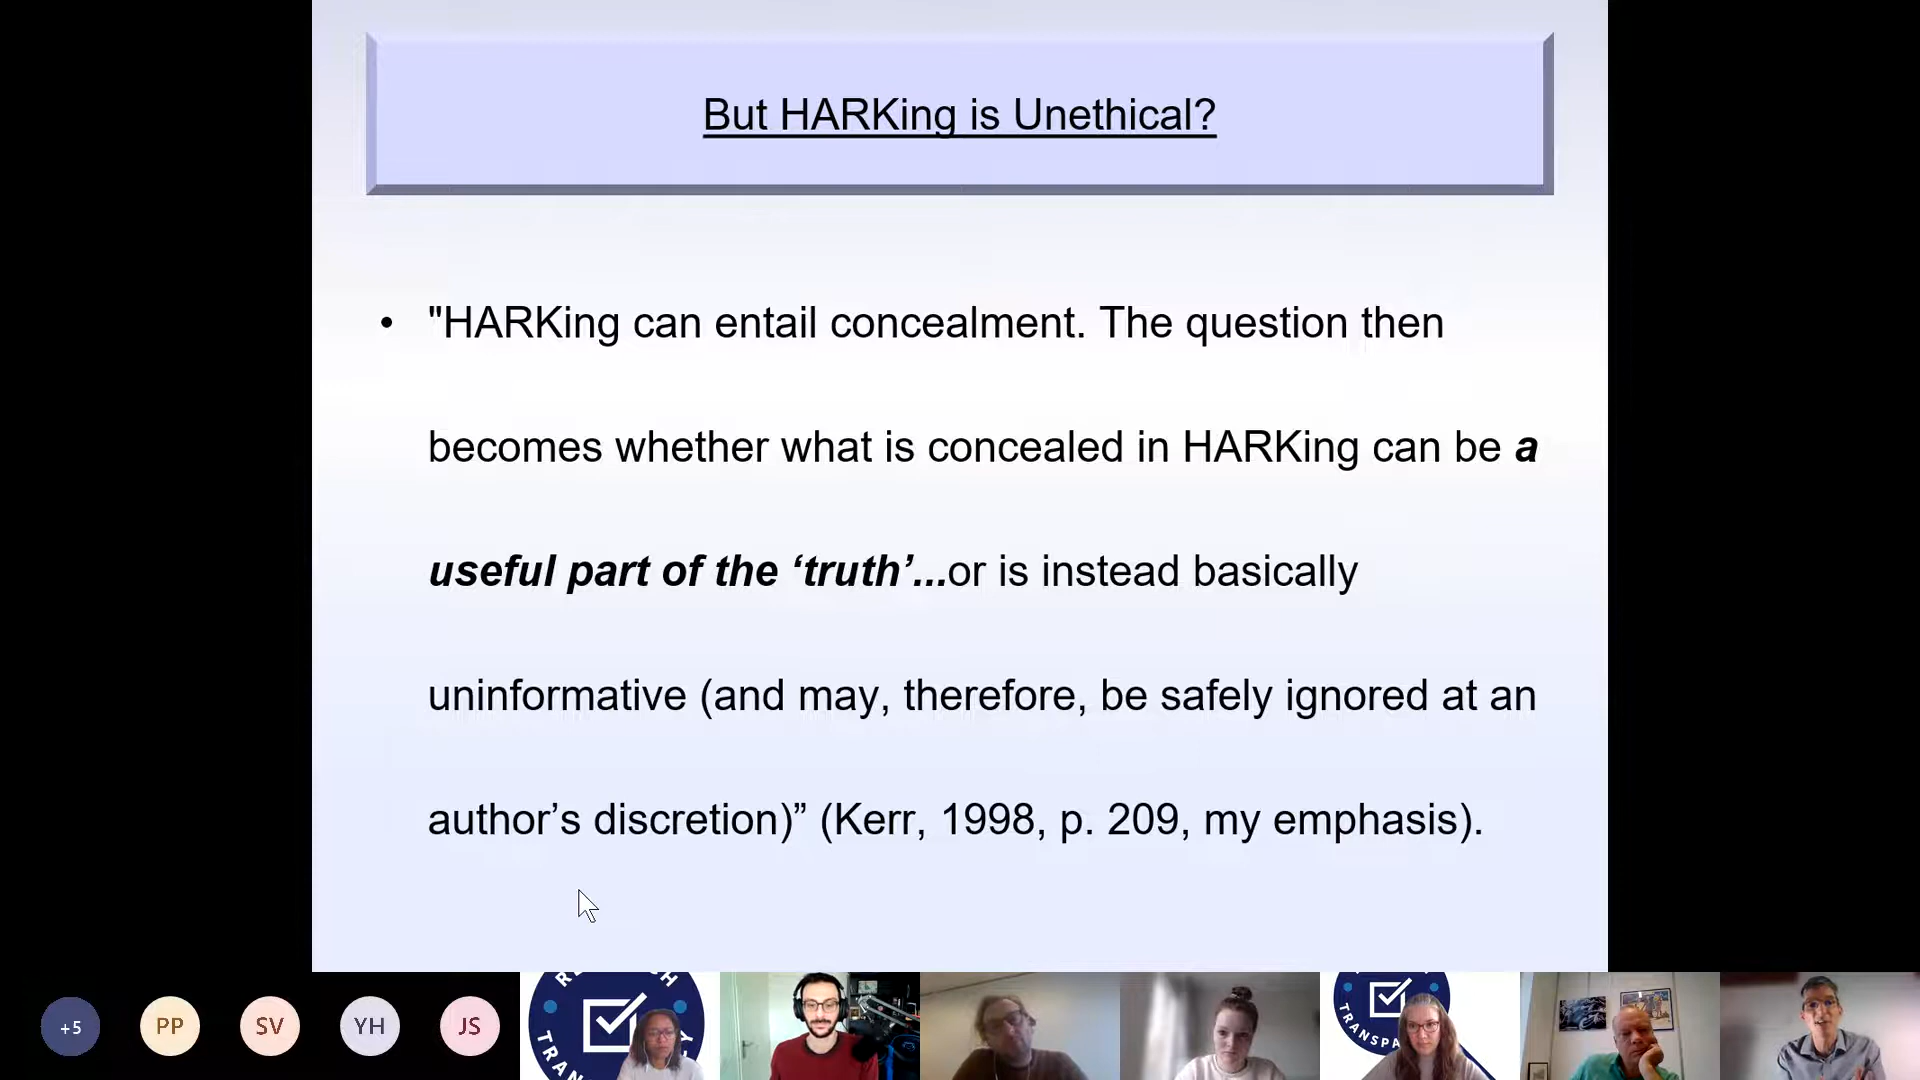 But HARKing is Unethical?
• "HARKing can entail concealment. The question then
becomes whether what is concealed in HARKing can be a
useful part of the ‘truth’...or is instead basically
uninformative (and may, therefore, be safely ignored at an
author’s discretion)” (Kerr, 1998, p. 209, my emphasis).
+5
PP
SV
YH
JS